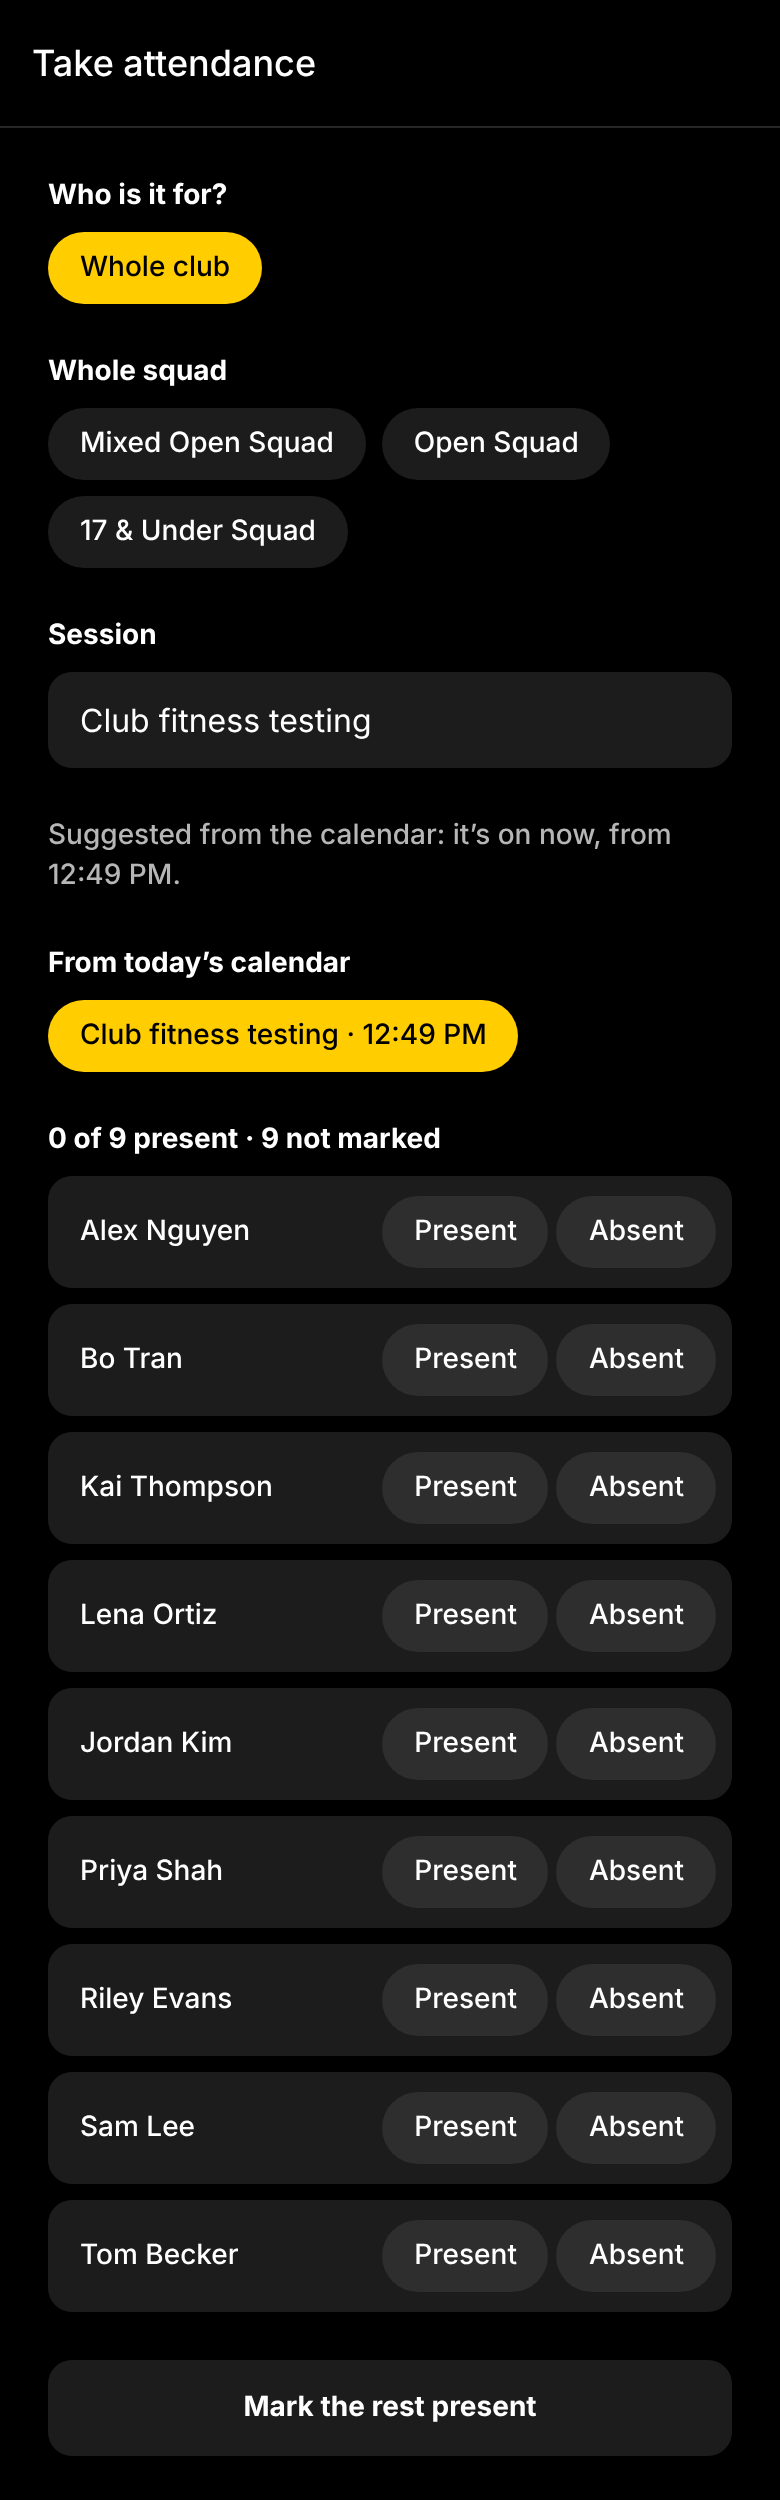 Take attendance
Who is it for?
Whole club
Whole squad
Mixed Open Squad
Open Squad
17 & Under Squad
Session
Club fitness testing
Suggested from the calendar: it’s on now, from
12:49 PM.
From today’s calendar
Club fitness testing · 12:49 PM
0 of 9 present · 9 not marked
Alex Nguyen Present Absent
Bo Tran Present Absent
Kai Thompson Present Absent
Lena Ortiz Present Absent
Jordan Kim Present Absent
Priya Shah Present Absent
Riley Evans Present Absent
Sam Lee Present Absent
Tom Becker Present Absent
Mark the rest present